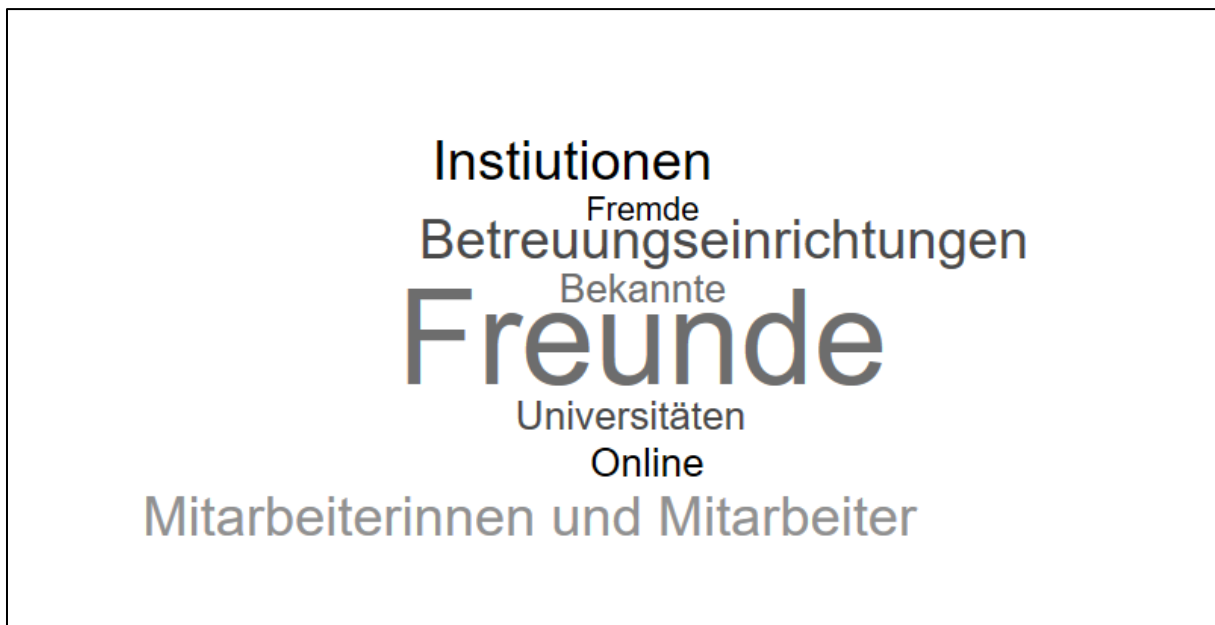 Instiutionen
Fremde
Betreuungseinrichtungen
Bekannte
Freunde
Universitäten
Online
Mitarbeiterinnen und Mitarbeiter